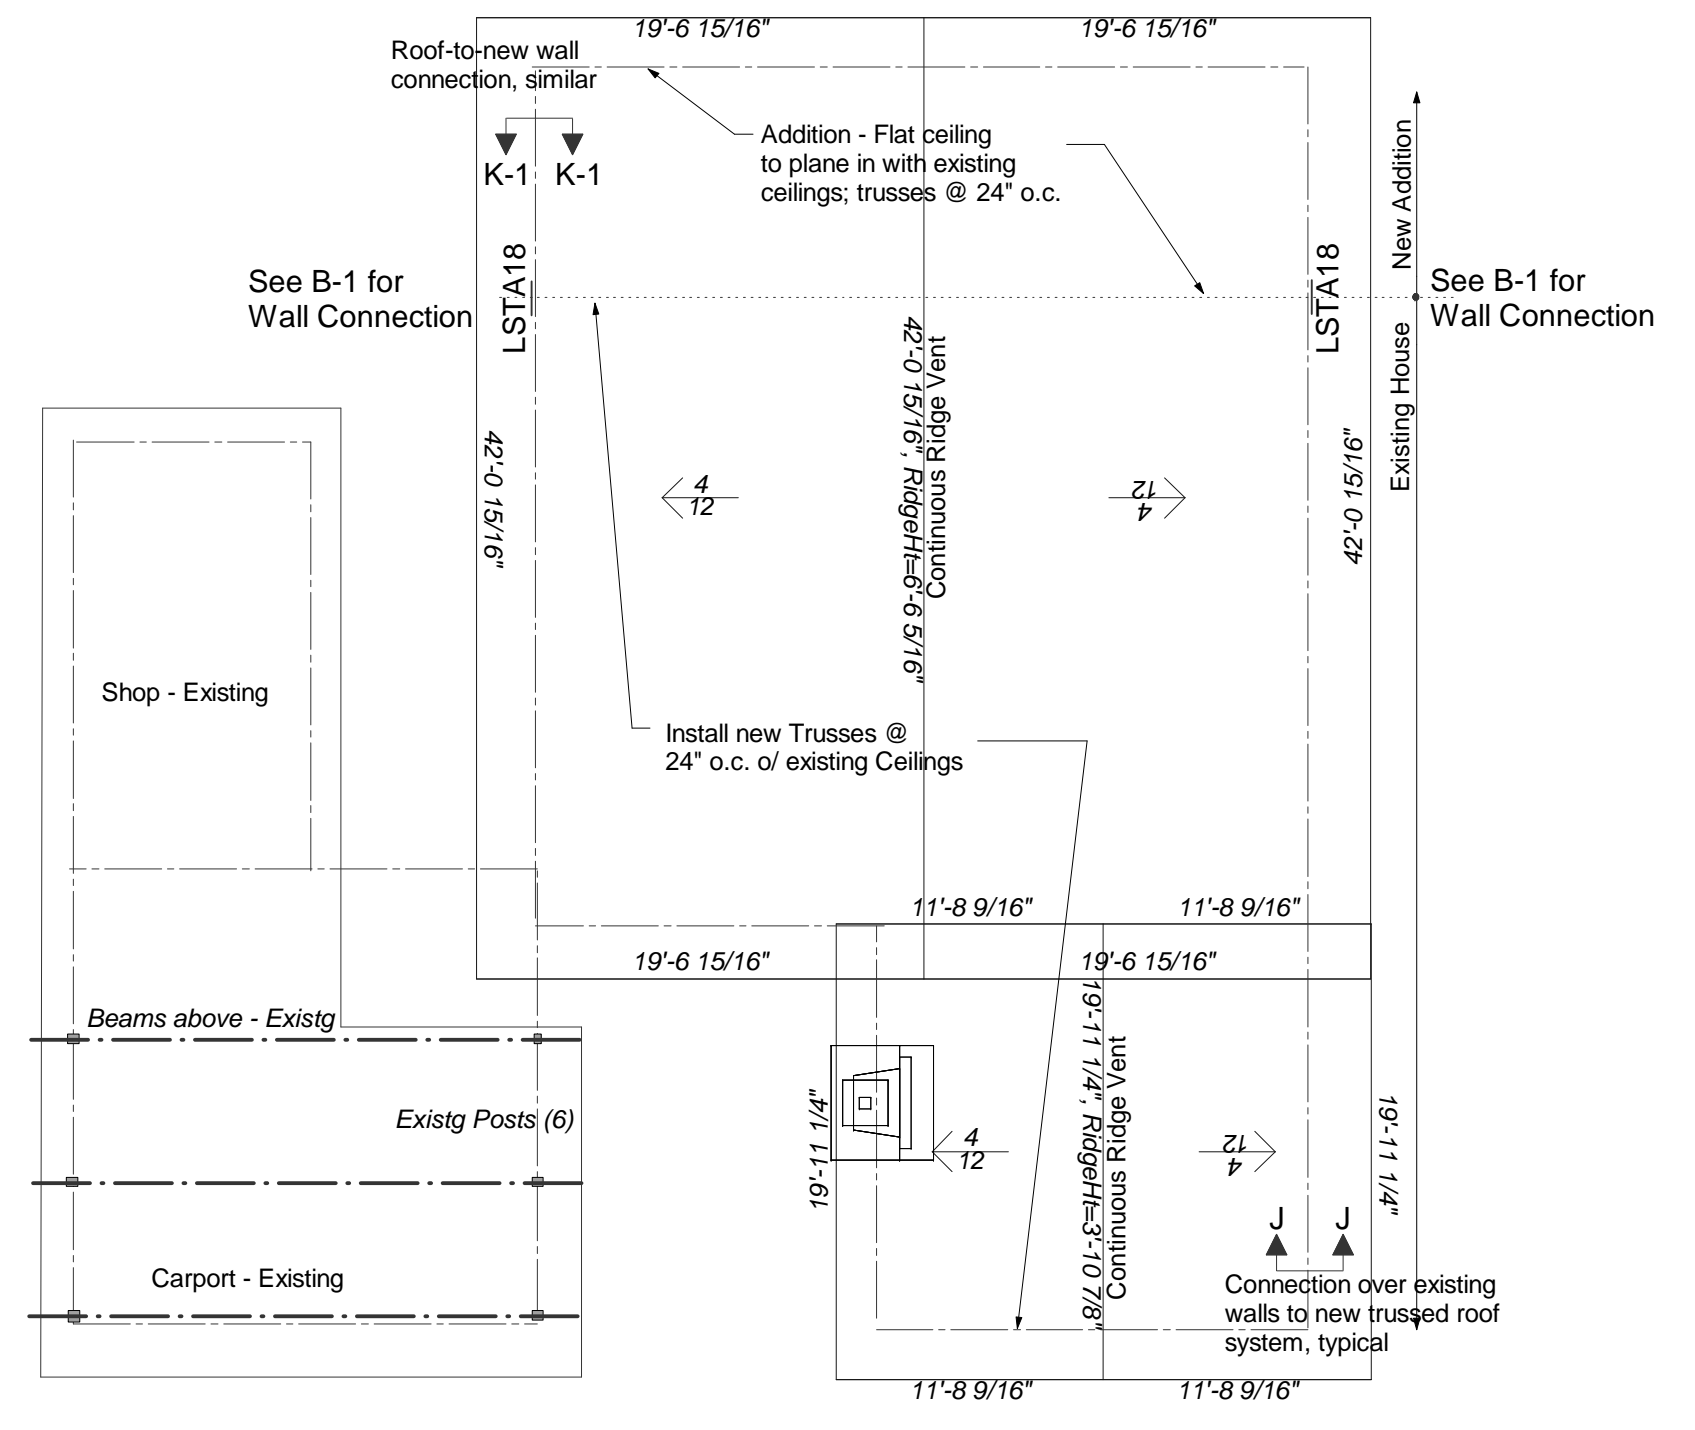 19'-6 15/16"
19'-6 15/16"
Roof-to-new wall
connection, similar
K-1
K-1
Addition - Flat ceiling
to plane in with existing
ceilings; trusses @ 24" o.c.
New Addition
See B-1 for
Wall Connection
LSTA18
LSTA18
See B-1 for
Wall Connection
Existing House
42'-0 15/16"
42'-0 15/16", RidgeHt=6'-6 5/16"
Continuous Ridge Vent
42'-0 15/16"
4
12
4
12
Shop - Existing
Install new Trusses @
24" o.c. o/ existing Ceilings
11'-8 9/16"
11'-8 9/16"
19'-6 15/16"
19'-6 15/16"
Beams above - Existg
Existg Posts (6)
19'-11 1/4"
19'-11 1/4", RidgeHt=3'-10 7/8"
Continuous Ridge Vent
19'-11 1/4"
4
12
4
12
J
J
Carport - Existing
Connection over existing
walls to new trussed roof
system, typical
11'-8 9/16"
11'-8 9/16"